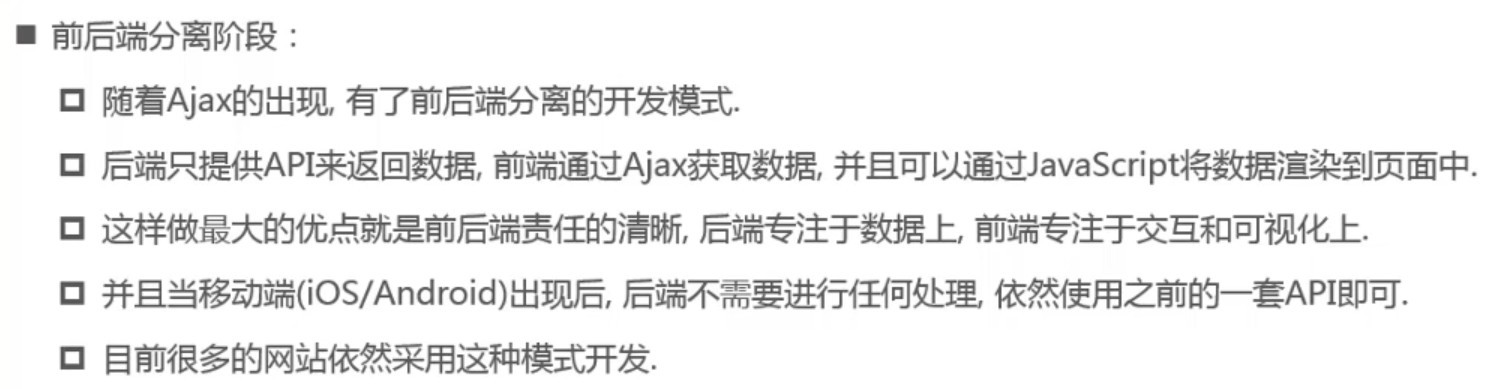 ■ 前后端分离阶段：
随着Ajax的出现, 有了前后端分离的开发模式.
后端只提供API来返回数据, 前端通过Ajax获取数据, 并且可以通过JavaScript将数据渲染到页面中.
这样做最大的优点就是前后端责任的清晰, 后端专注于数据上, 前端专注于交互和可视化上.
并且当移动端(iOS/Android)出现后, 后端不需要进行任何处理, 依然使用之前的一套API即可.
目前很多的网站依然采用这种模式开发.